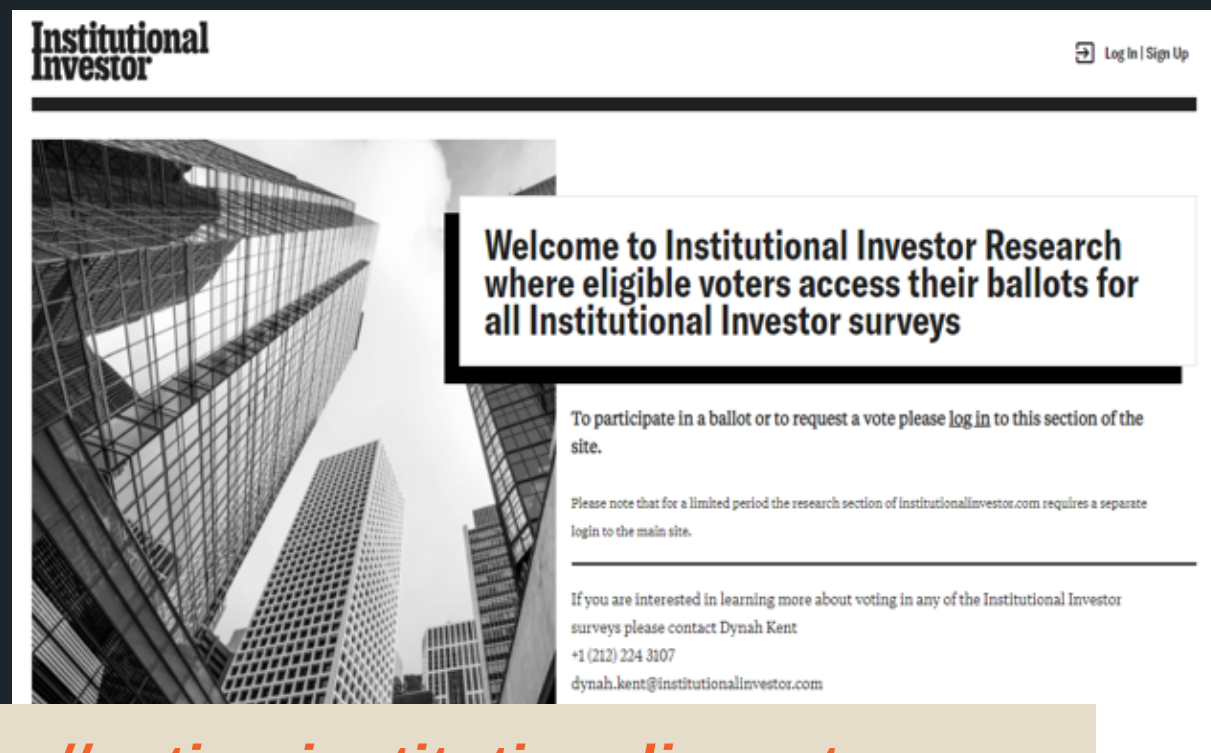 Institutional
Investor
Log In | Sign Up
Welcome to Institutional Investor Research
where eligible voters access their ballots for
all Institutional Investor surveys
To participate in a ballot or to request a vote please log in to this section of the
site.
Please note that for a limited period the research section of institutionalinvestor.com requires a separate
login to the main site.
If you are interested in learning more about voting in any of the Institutional Investor
surveys please contact Dynah Kent
+1 (212) 224 3107
dynah.kent@institutionalinvestor.com